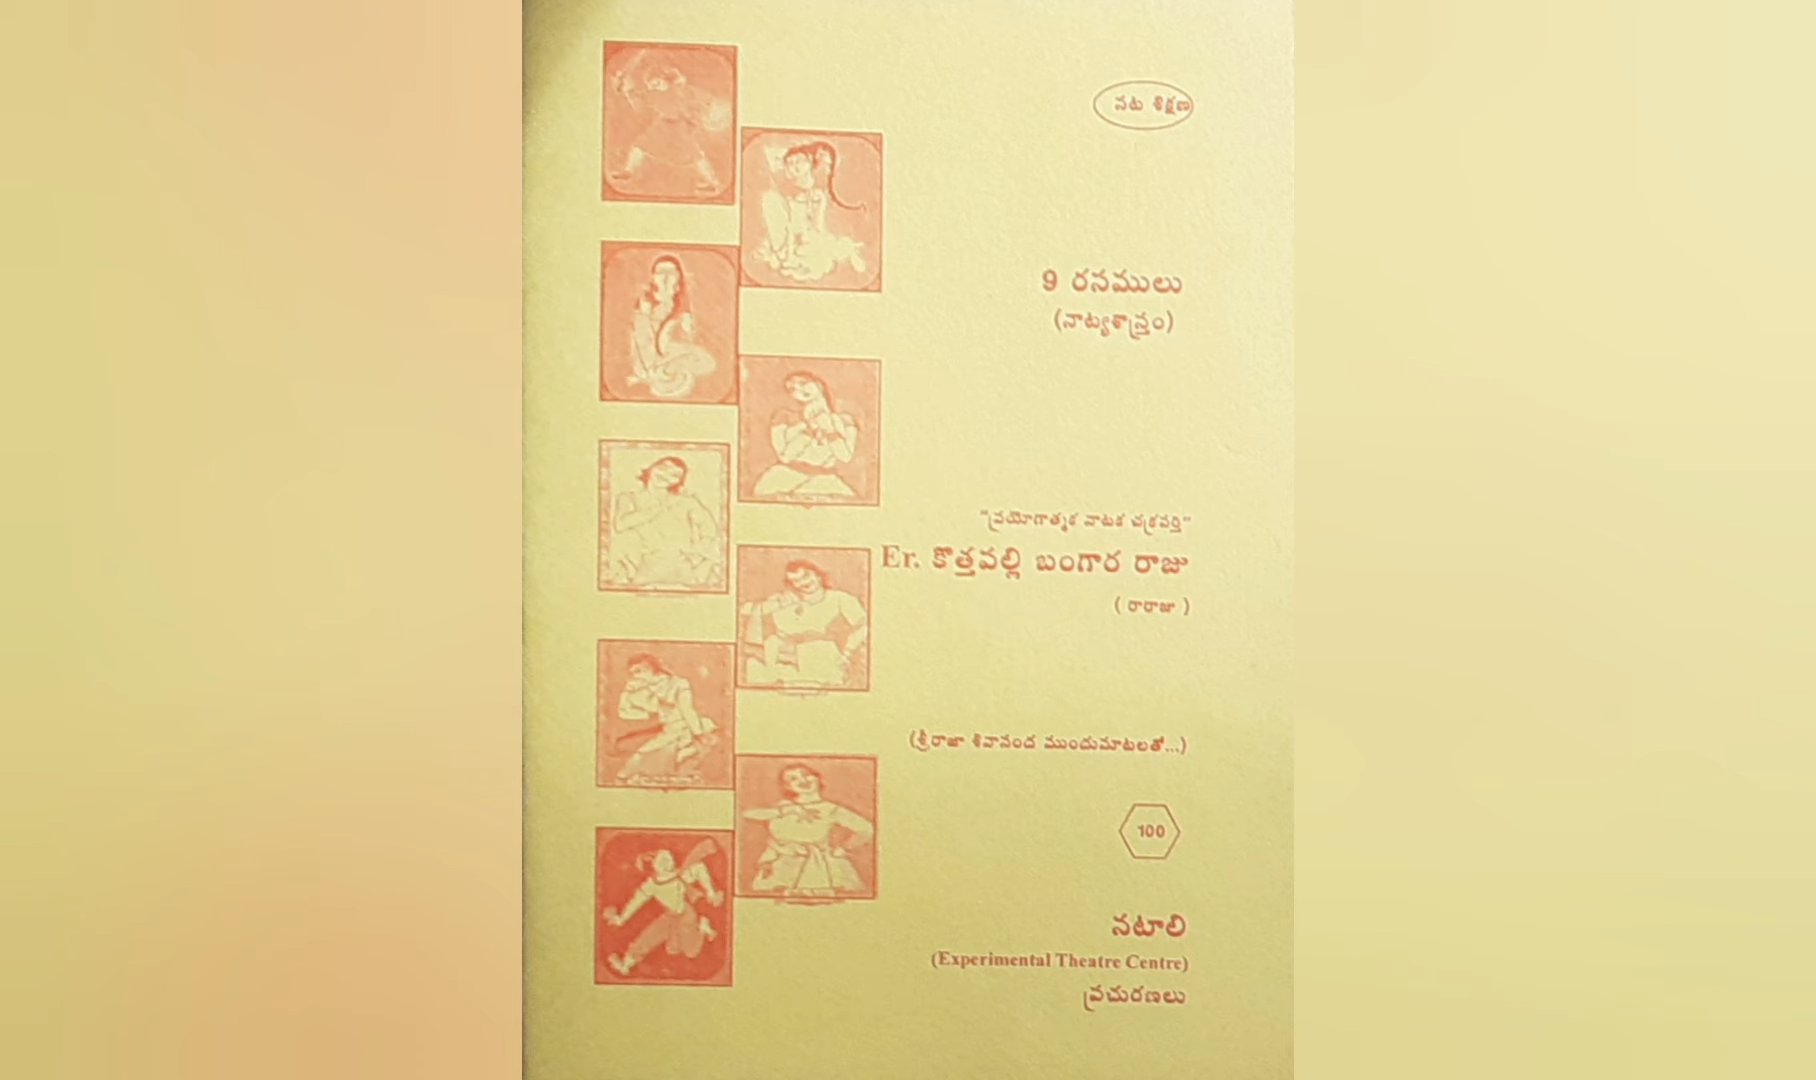 నట శిక్షణ
9 రసములు
(నాట్యశాస్త్రం)
"ప్రయోగాత్మక నాటక చక్రవర్తి"
Er. కొత్తపల్లి బంగార రాజు
( రారాజు )
(శ్రీ రాజా శివానంద ముందుమాటలతో...)
100
నటాలి
(Experimental Theatre Centre)
ప్రచురణలు